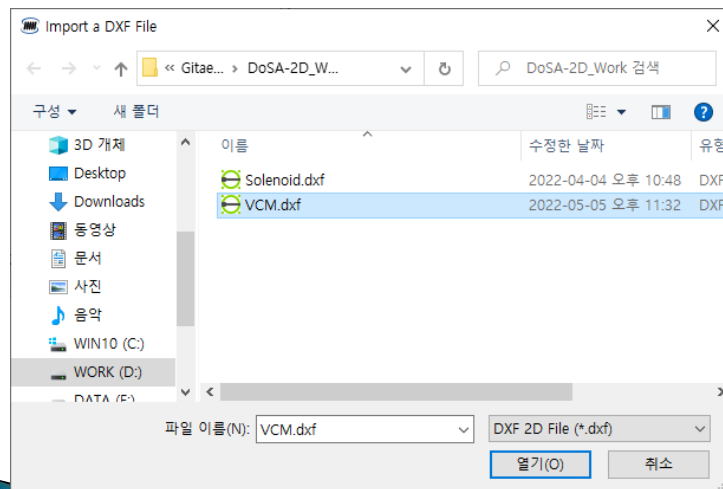 Import a DXF File
« Gitae... › DoSA-2D_W...
DoSA-2D_Work 검색
구성
새 폴더
이름
수정한 날짜
유형
3D 개체
Desktop
Downloads
동영상
문서
사진
음악
WIN10 (C:)
WORK (D:)
DATA (E:)
Solenoid.dxf
2022-04-04 오후 10:48
DXF
VCM.dxf
2022-05-05 오후 11:32
DXF
파일 이름(N):
VCM.dxf
DXF 2D File (*.dxf)
열기(O)
취소